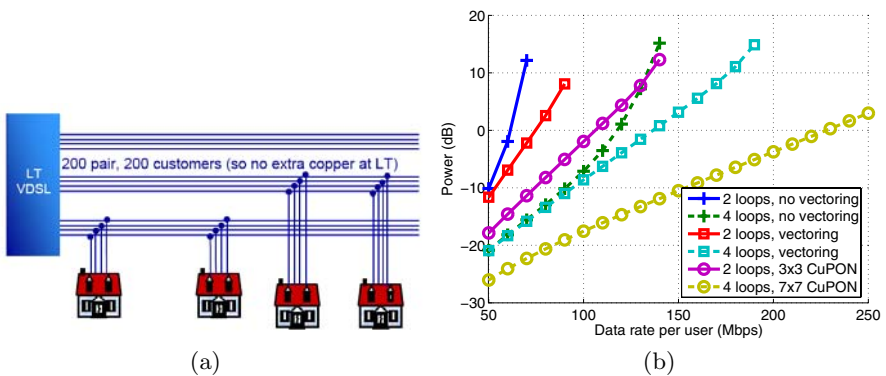 LT
VDSL
200 pair, 200 customers (so no extra copper at LT)
(a)
20
10
0
−10
−20
−30
Power (dB)
50
100
150
200
250
Data rate per user (Mbps)
2 loops, no vectoring
4 loops, no vectoring
2 loops, vectoring
4 loops, vectoring
2 loops, 3x3 CuPON
4 loops, 7x7 CuPON
(b)